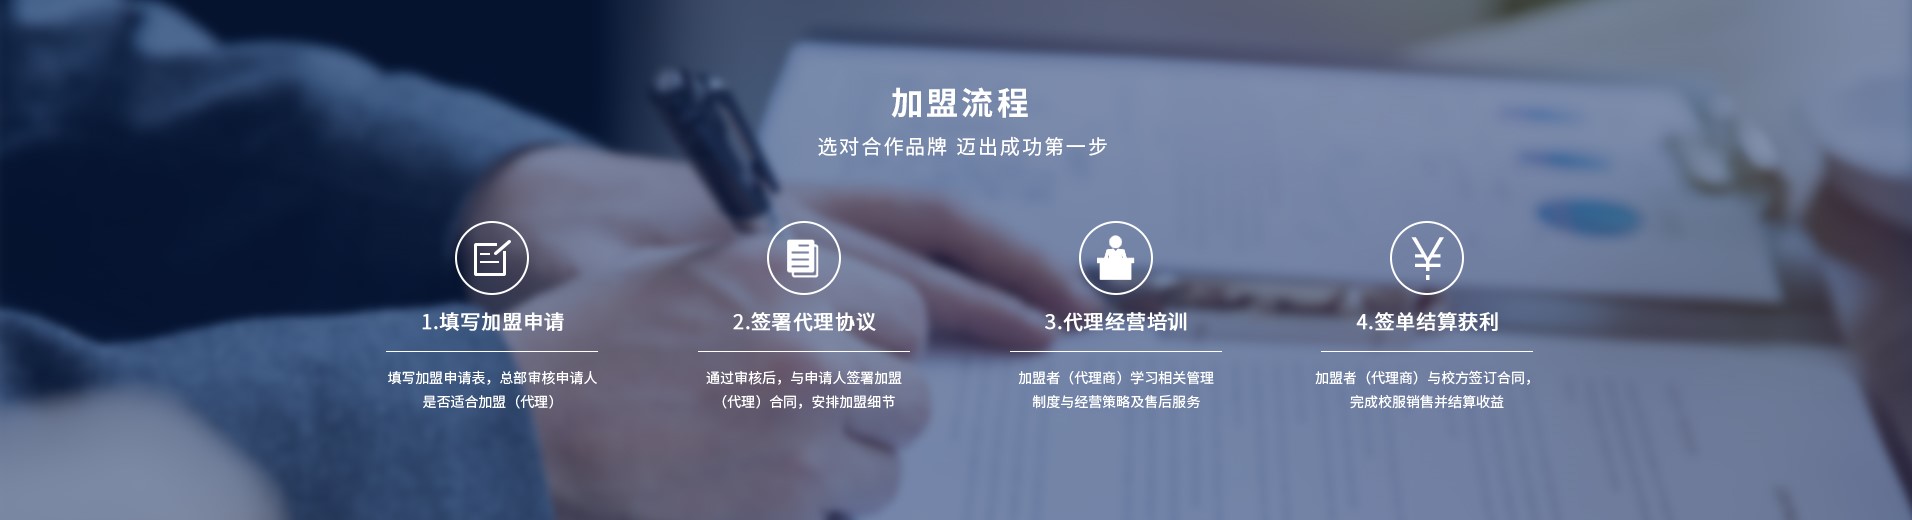 加盟流程
选对合作品牌 迈出成功第一步
1.填写加盟申请
填写加盟申请表，总部审核申请人
是否适合加盟（代理）
2.签署代理协议
通过审核后，与申请人签署加盟
（代理）合同，安排加盟细节
3.代理经营培训
加盟者（代理商）学习相关管理
制度与经营策略及售后服务
4.签单结算获利
加盟者（代理商）与校方签订合同，
完成校服销售并结算收益